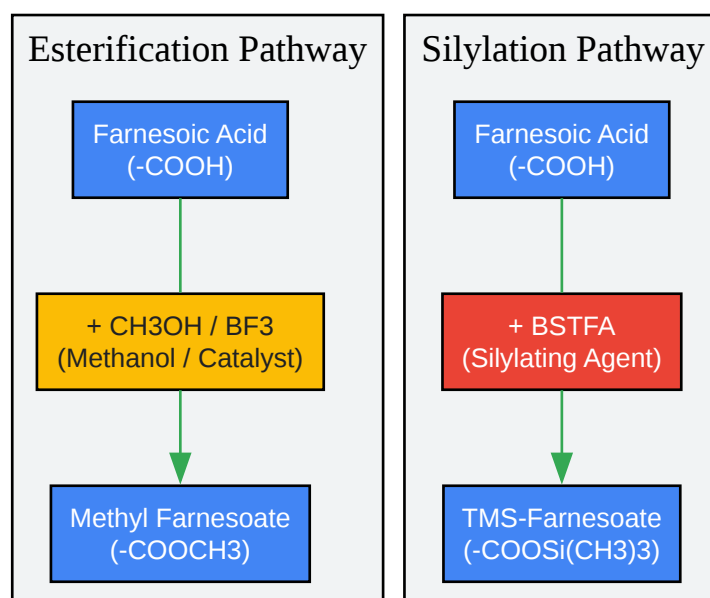 Esterification Pathway
Farnesoic Acid
(-COOH)
+ CH3OH / BF3
(Methanol / Catalyst)
Methyl Farnesoate
(-COOCH3)
Silylation Pathway
Farnesoic Acid
(-COOH)
+ BSTFA
(Silylating Agent)
TMS-Farnesoate
(-COOSi(CH3)3)